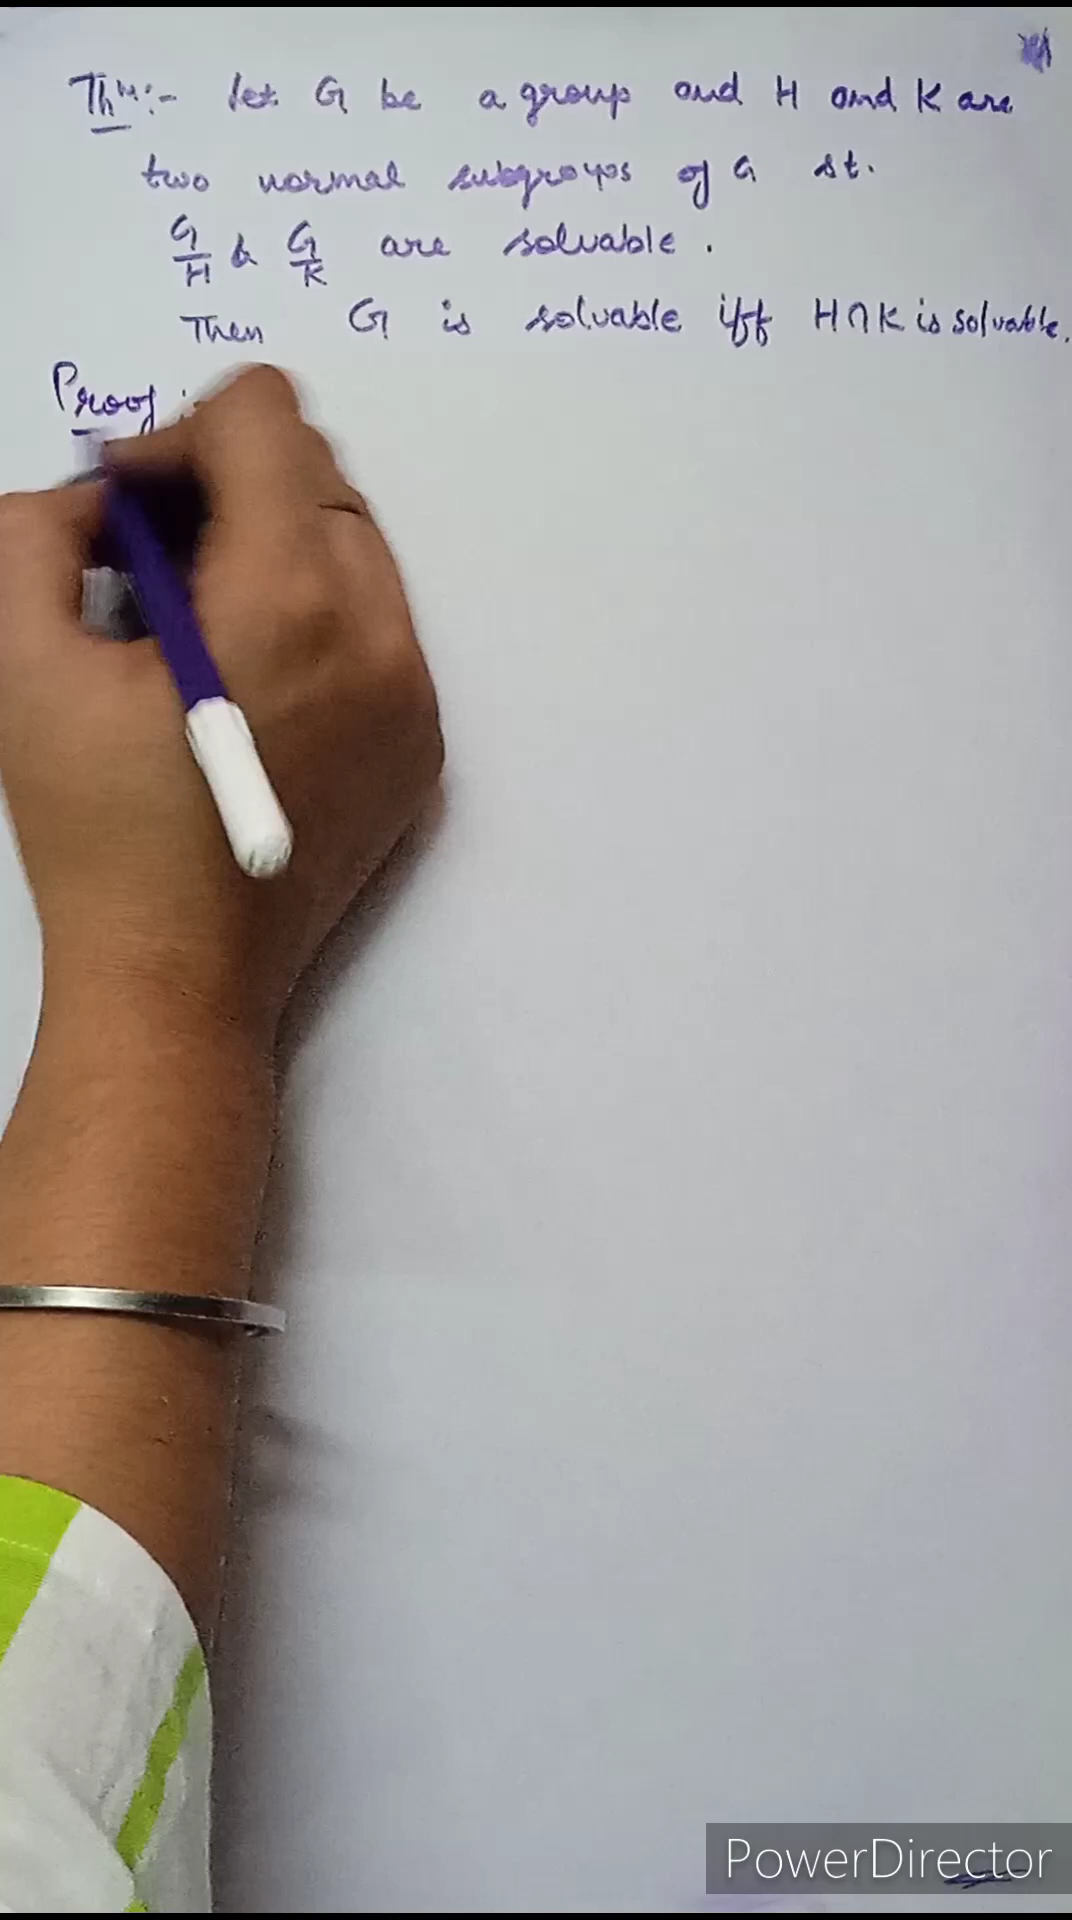 Thm:- let G be a group and H and K are
two normal subgroups of G st.
G/H & G/K are solvable.
Then G is solvable iff H∩K is solvable.
Proof :-
PowerDirector